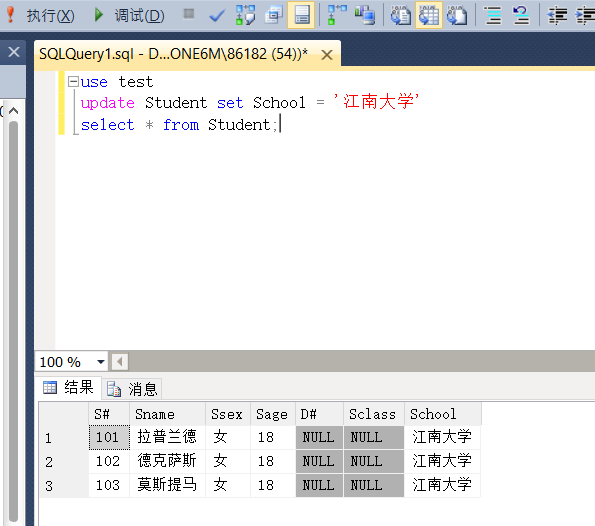 执行(X) 调试(D)
SQLQuery1.sql - D...ONE6M\86182 (54))*
use test
update Student set School = '江南大学'
select * from Student;
100 %
结果 消息
S# Sname Ssex Sage D# Sclass School
1 101 拉普兰德 女 18 NULL NULL 江南大学
2 102 德克萨斯 女 18 NULL NULL 江南大学
3 103 莫斯提马 女 18 NULL NULL 江南大学